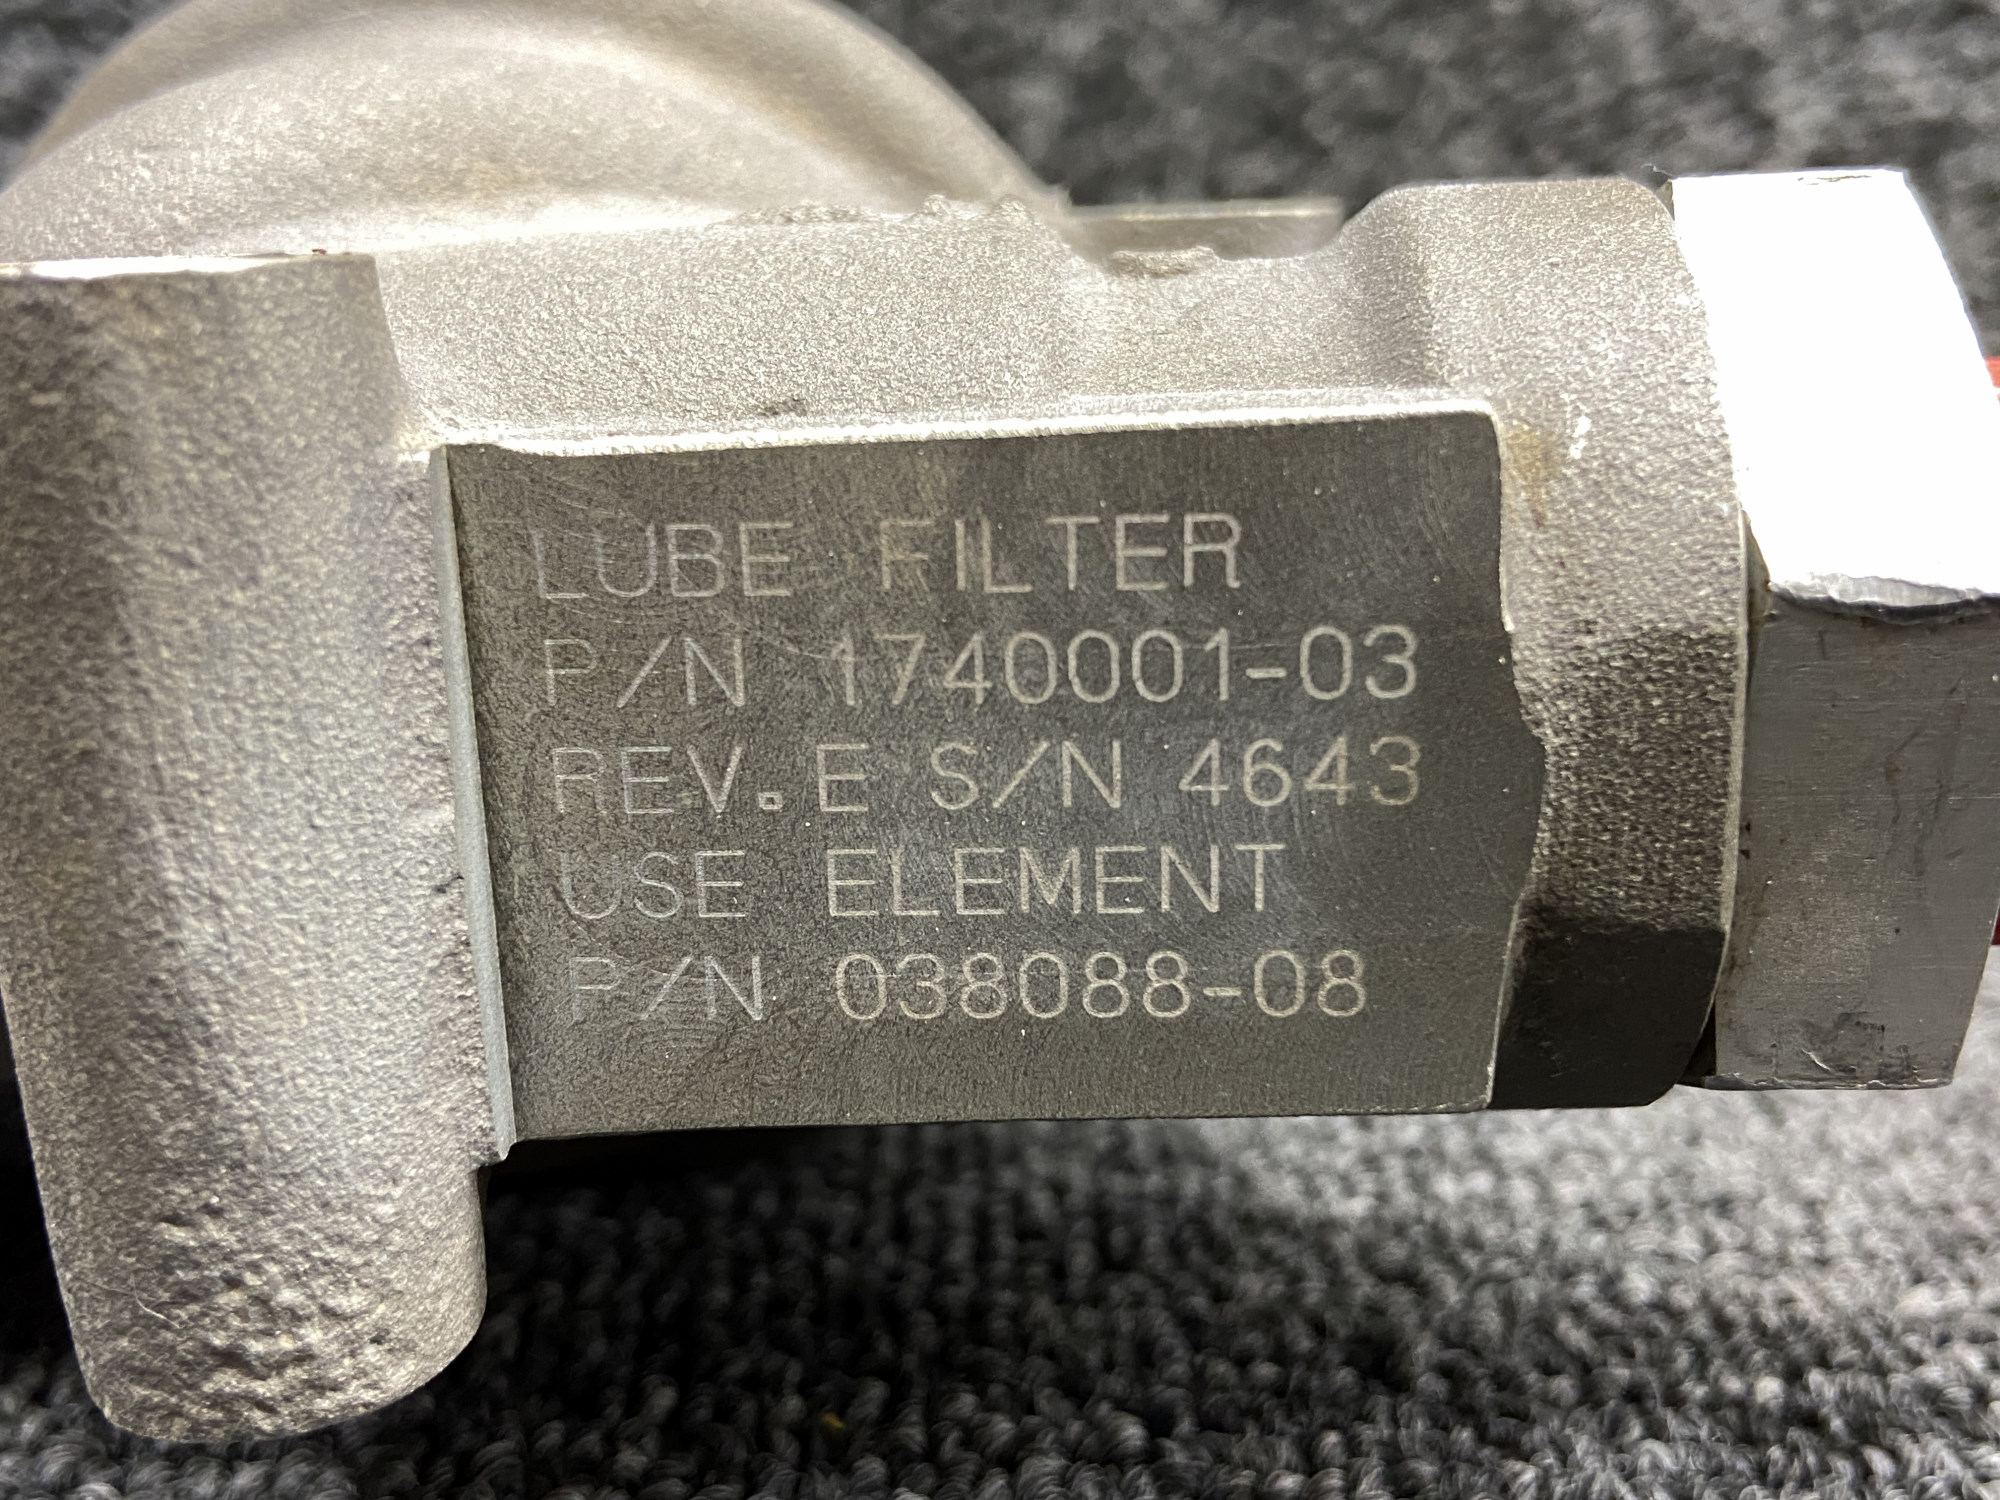 LUBE FILTER
P/N 1740001-03
REV. E S/N 4643
USE ELEMENT
P/N 038088-08